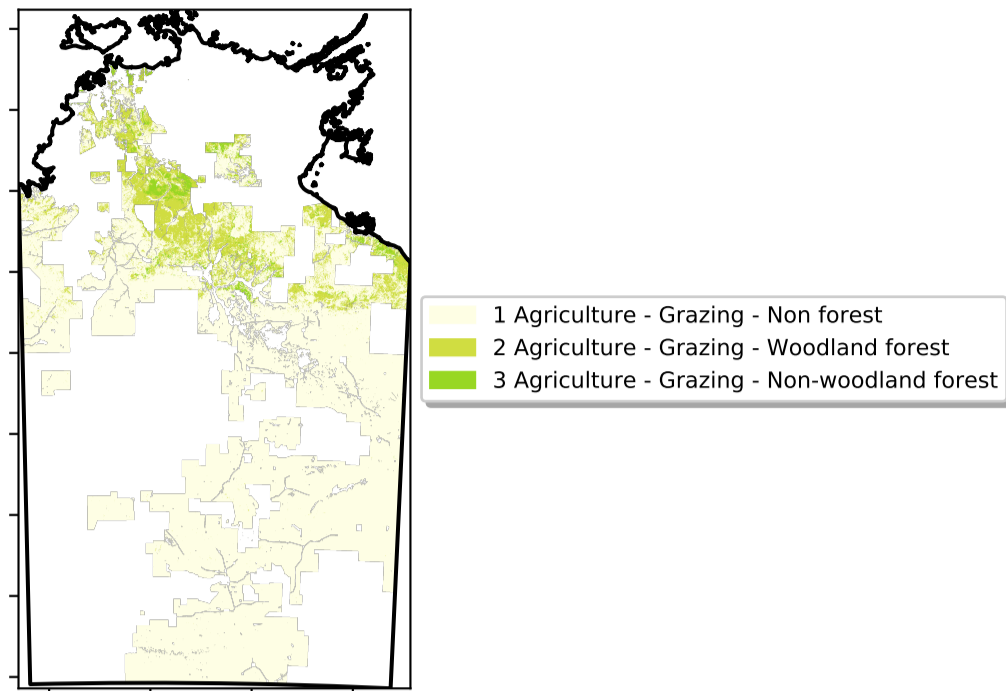 1 Agriculture - Grazing - Non forest
2 Agriculture - Grazing - Woodland forest
3 Agriculture - Grazing - Non-woodland forest